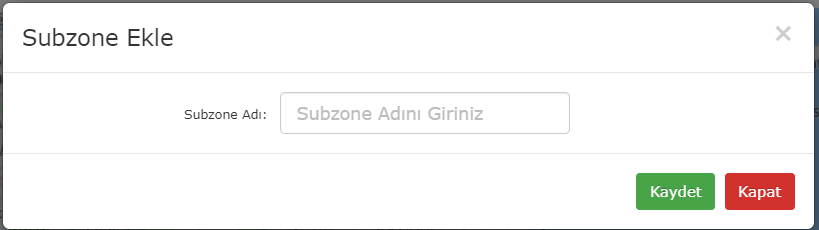 Subzone Ekle
×
Subzone Adı: Subzone Adını Giriniz
Kaydet Kapat